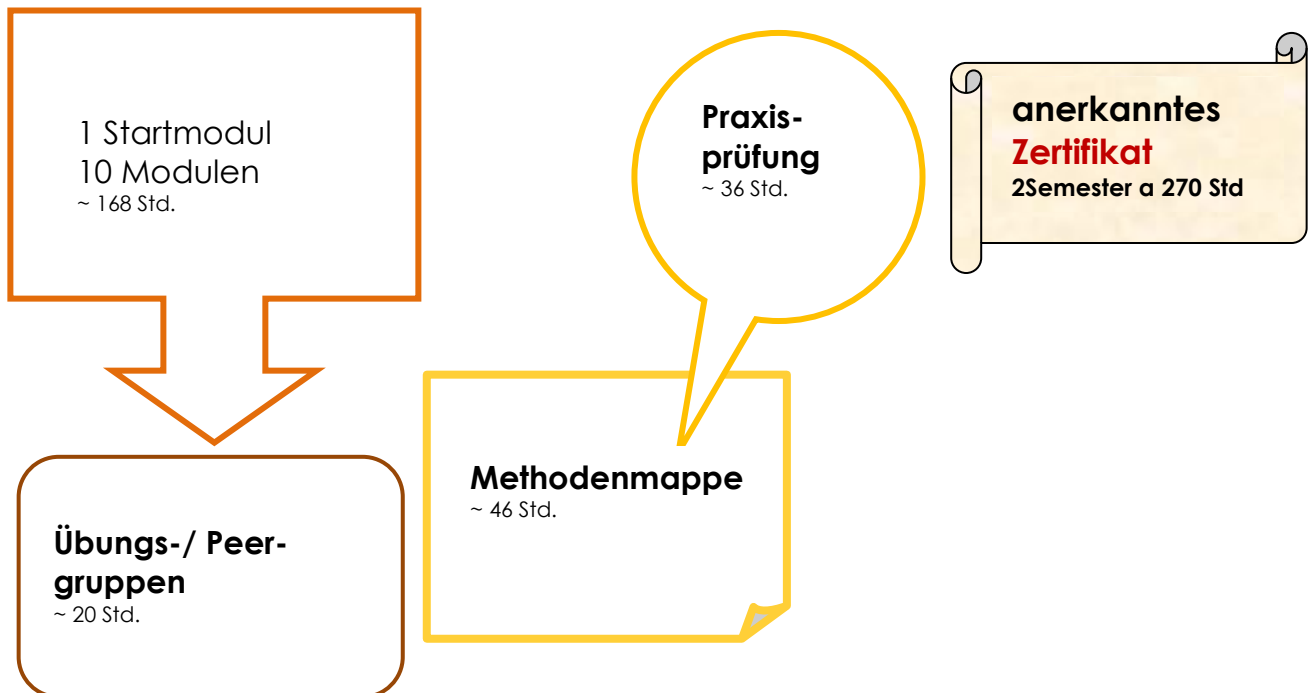 1 Startmodul
10 Modulen
~ 168 Std.
Übungs-/ Peer-
gruppen
~ 20 Std.
Methodenmappe
~ 46 Std.
Praxis-
prüfung
~ 36 Std.
anerkanntes
Zertifikat
2Semester a 270 Std